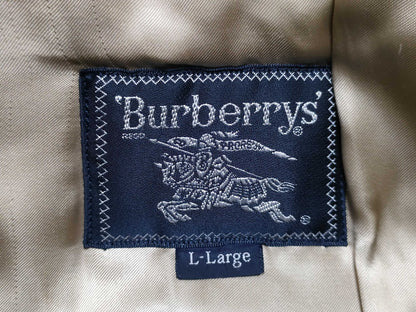 'Burberrys'®
REGD
PRORSUM
®
L-Large